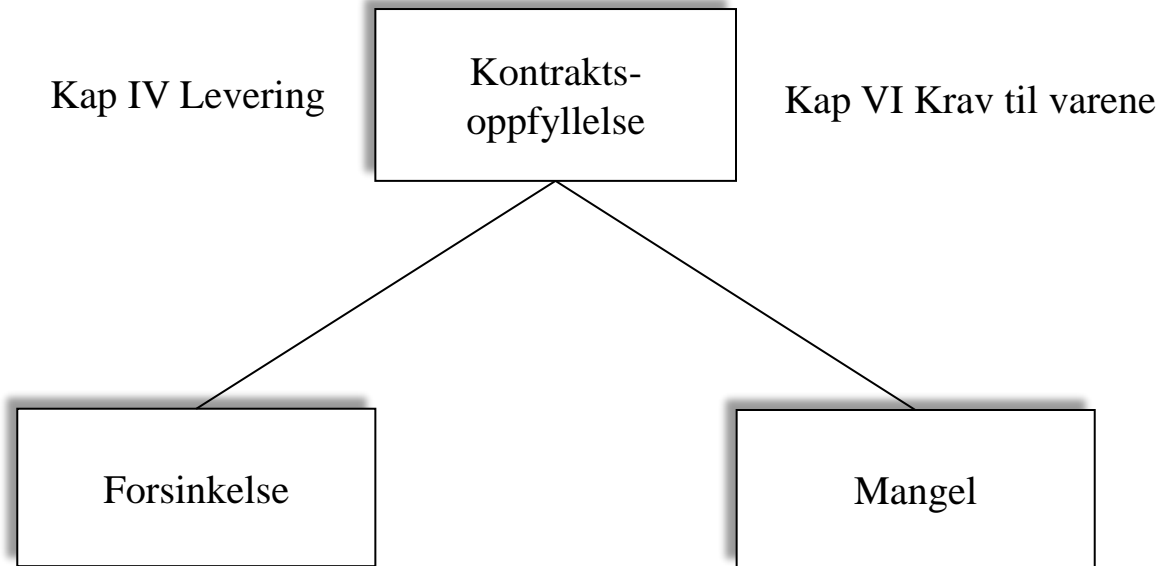 Kap IV Levering
Kontrakts-
oppfyllelse
Kap VI Krav til varene
Forsinkelse
Mangel